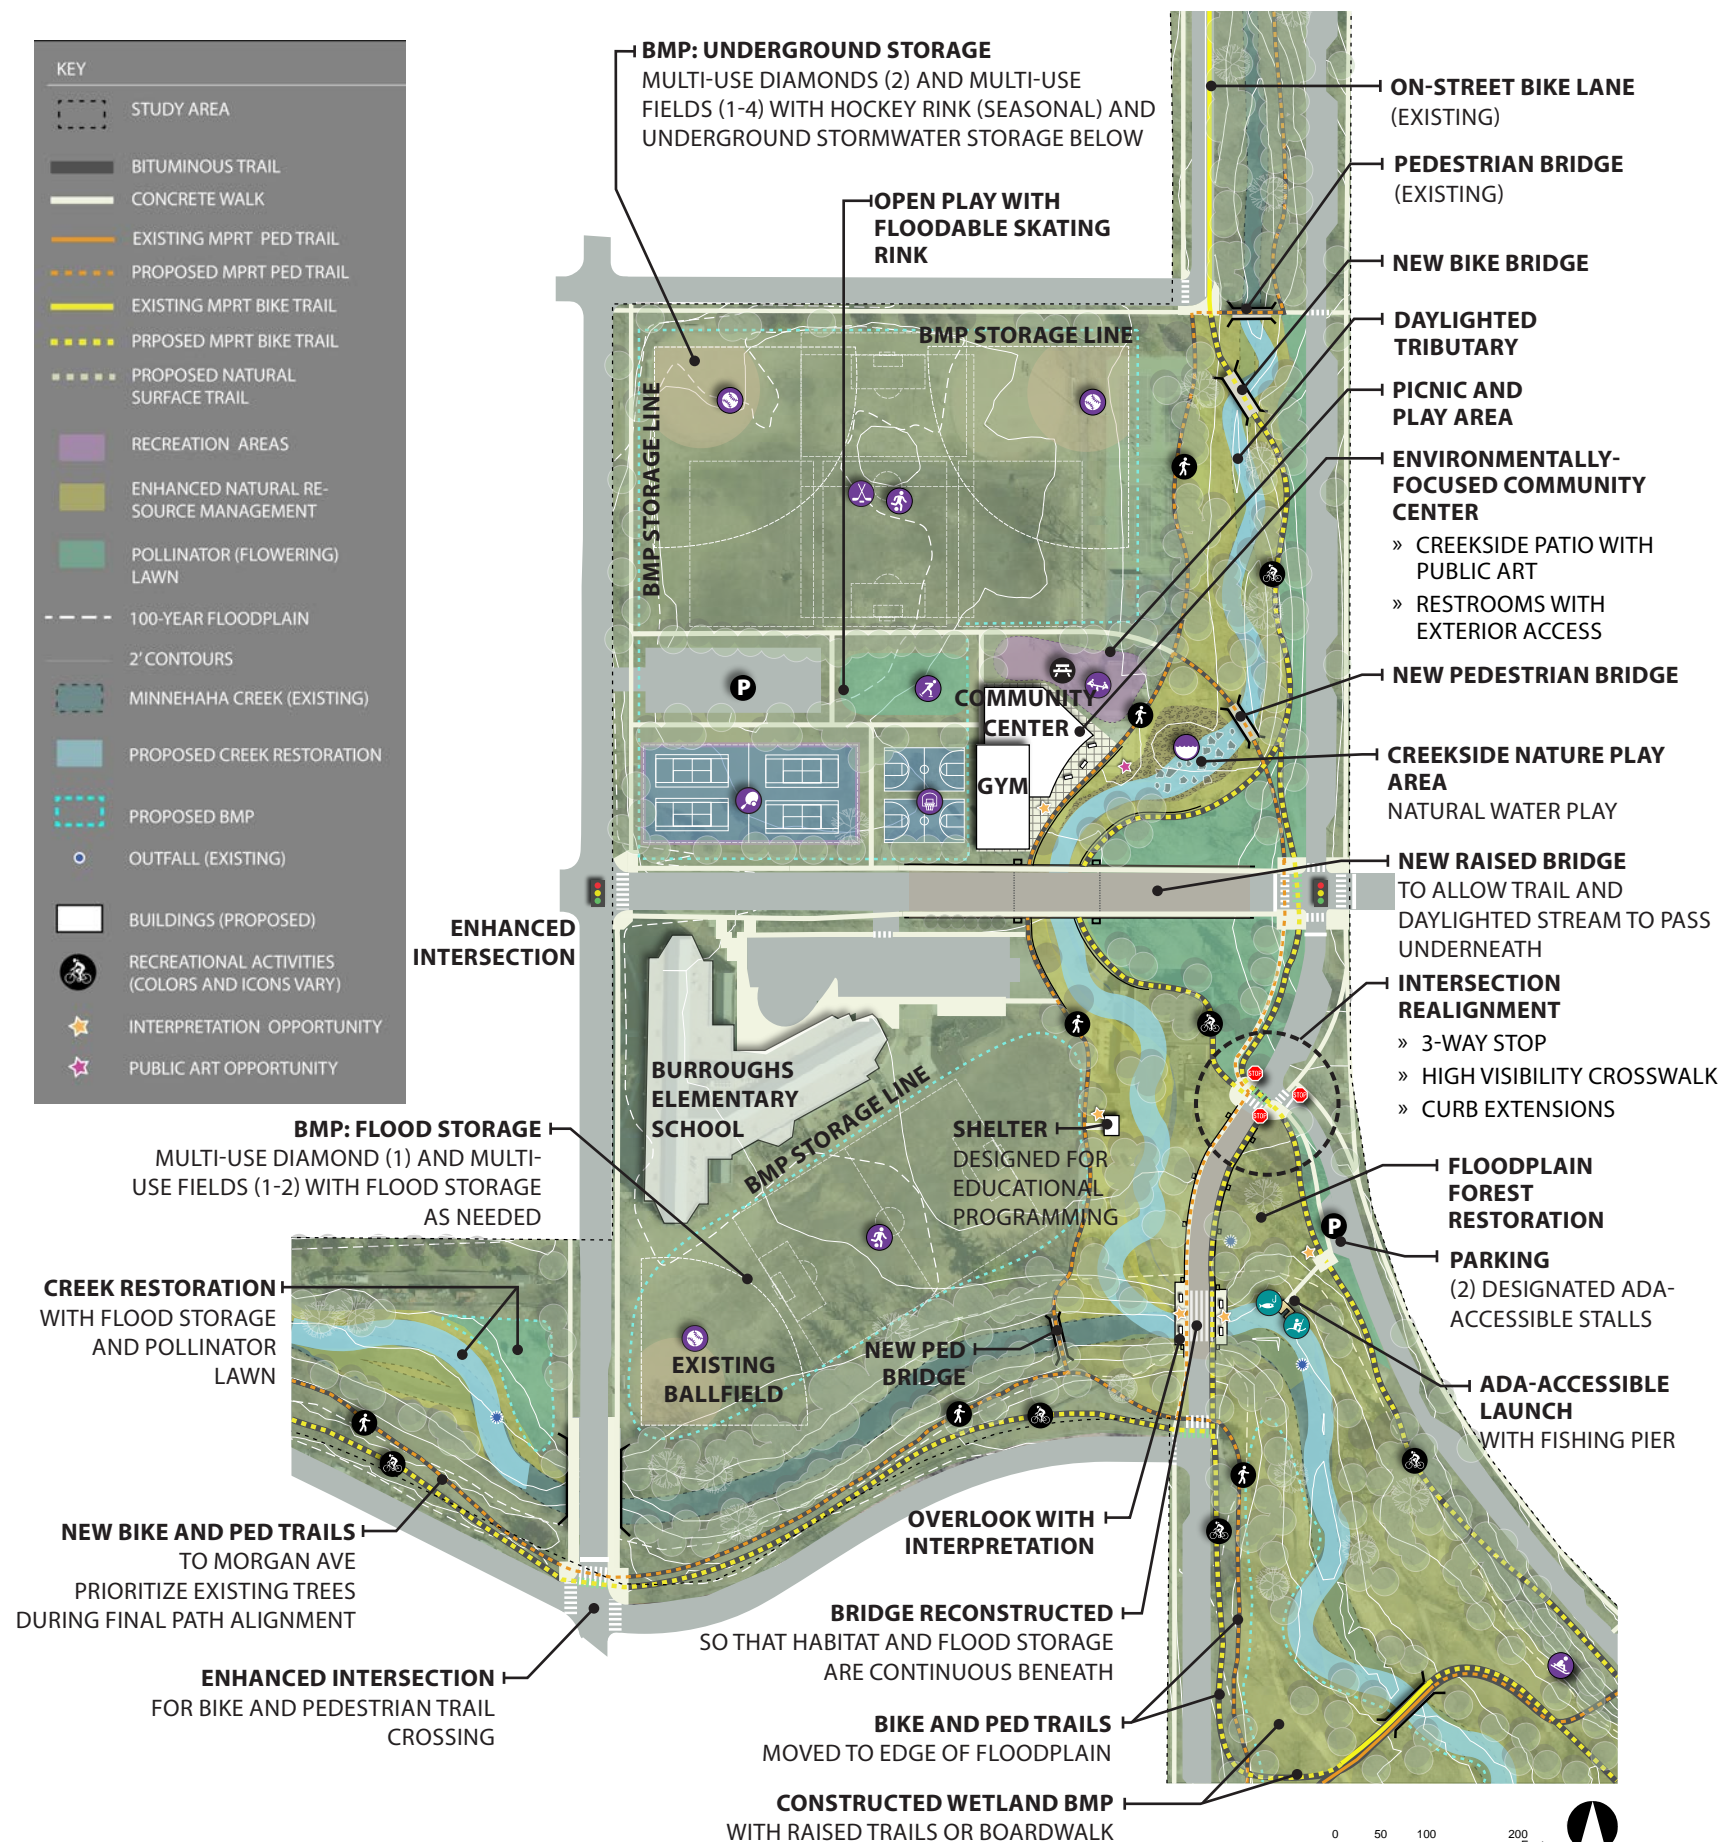 KEY
STUDY AREA
BITUMINOUS TRAIL
CONCRETE WALK
EXISTING MPRT PED TRAIL
PROPOSED MPRT PED TRAIL
EXISTING MPRT BIKE TRAIL
PRPOSED MPRT BIKE TRAIL
PROPOSED NATURAL
SURFACE TRAIL
RECREATION AREAS
ENHANCED NATURAL RE-
SOURCE MANAGEMENT
POLLINATOR (FLOWERING)
LAWN
100-YEAR FLOODPLAIN
2' CONTOURS
MINNEHAHA CREEK (EXISTING)
PROPOSED CREEK RESTORATION
PROPOSED BMP
OUTFALL (EXISTING)
BUILDINGS (PROPOSED)
RECREATIONAL ACTIVITIES
(COLORS AND ICONS VARY)
INTERPRETATION OPPORTUNITY
PUBLIC ART OPPORTUNITY
BMP: UNDERGROUND STORAGE
MULTI-USE DIAMONDS (2) AND MULTI-USE
FIELDS (1-4) WITH HOCKEY RINK (SEASONAL) AND
UNDERGROUND STORMWATER STORAGE BELOW
OPEN PLAY WITH
FLOODABLE SKATING
RINK
ON-STREET BIKE LANE
(EXISTING)
PEDESTRIAN BRIDGE
(EXISTING)
NEW BIKE BRIDGE
DAYLIGHTED
TRIBUTARY
PICNIC AND
PLAY AREA
ENVIRONMENTALLY-
FOCUSED COMMUNITY
CENTER
» CREEKSIDE PATIO WITH
PUBLIC ART
» RESTROOMS WITH
EXTERIOR ACCESS
NEW PEDESTRIAN BRIDGE
CREEKSIDE NATURE PLAY
AREA
NATURAL WATER PLAY
NEW RAISED BRIDGE
TO ALLOW TRAIL AND
DAYLIGHTED STREAM TO PASS
UNDERNEATH
INTERSECTION
REALIGNMENT
» 3-WAY STOP
» HIGH VISIBILITY CROSSWALK
» CURB EXTENSIONS
FLOODPLAIN
FOREST
RESTORATION
PARKING
(2) DESIGNATED ADA-
ACCESSIBLE STALLS
ADA-ACCESSIBLE
LAUNCH
WITH FISHING PIER
BMP STORAGE LINE
BMP STORAGE LINE
P
COMMUNITY
CENTER
GYM
ENHANCED
INTERSECTION
BURROUGHS
ELEMENTARY
SCHOOL
BMP STORAGE LINE
STOP
STOP
STOP
SHELTER
DESIGNED FOR
EDUCATIONAL
PROGRAMMING
P
BMP: FLOOD STORAGE
MULTI-USE DIAMOND (1) AND MULTI-
USE FIELDS (1-2) WITH FLOOD STORAGE
AS NEEDED
CREEK RESTORATION
WITH FLOOD STORAGE
AND POLLINATOR
LAWN
EXISTING
BALLFIELD
NEW PED
BRIDGE
NEW BIKE AND PED TRAILS
TO MORGAN AVE
PRIORITIZE EXISTING TREES
DURING FINAL PATH ALIGNMENT
OVERLOOK WITH
INTERPRETATION
BRIDGE RECONSTRUCTED
SO THAT HABITAT AND FLOOD STORAGE
ARE CONTINUOUS BENEATH
ENHANCED INTERSECTION
FOR BIKE AND PEDESTRIAN TRAIL
CROSSING
BIKE AND PED TRAILS
MOVED TO EDGE OF FLOODPLAIN
CONSTRUCTED WETLAND BMP
WITH RAISED TRAILS OR BOARDWALK
0 50 100 200